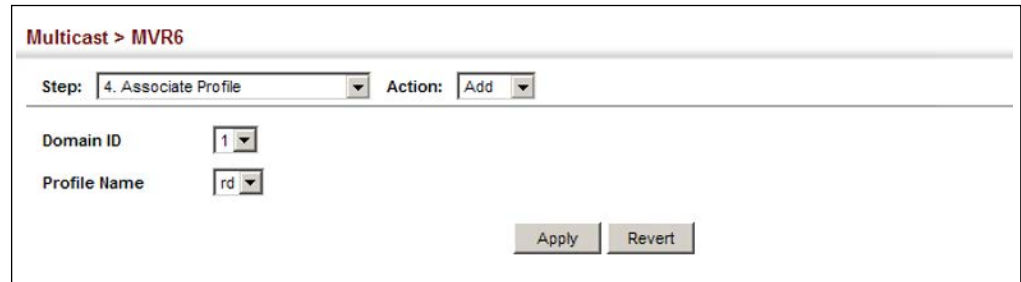 Multicast > MVR6
Step: 4. Associate Profile Action: Add
Domain ID 1
Profile Name rd
Apply Revert